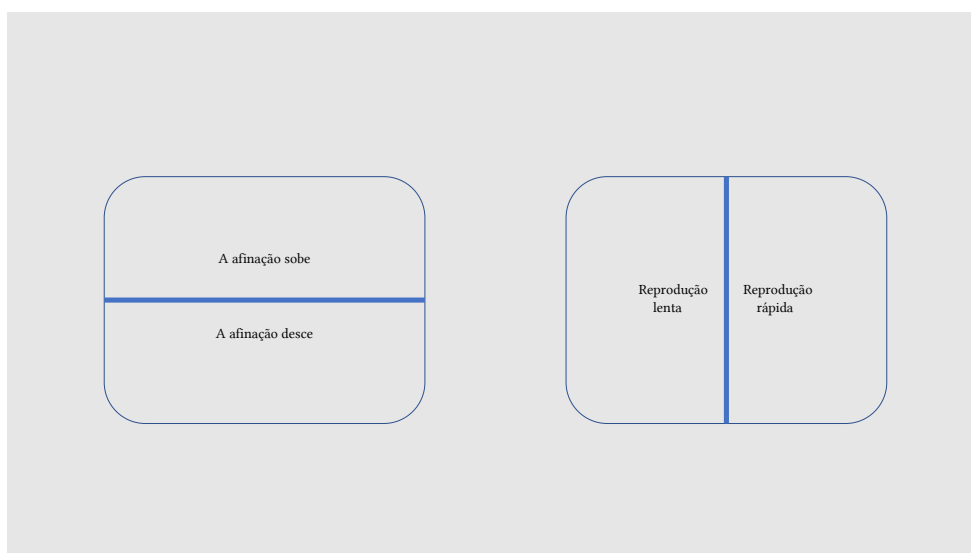 A afinação sobe
A afinação desce
Reprodução
lenta
Reprodução
rápida